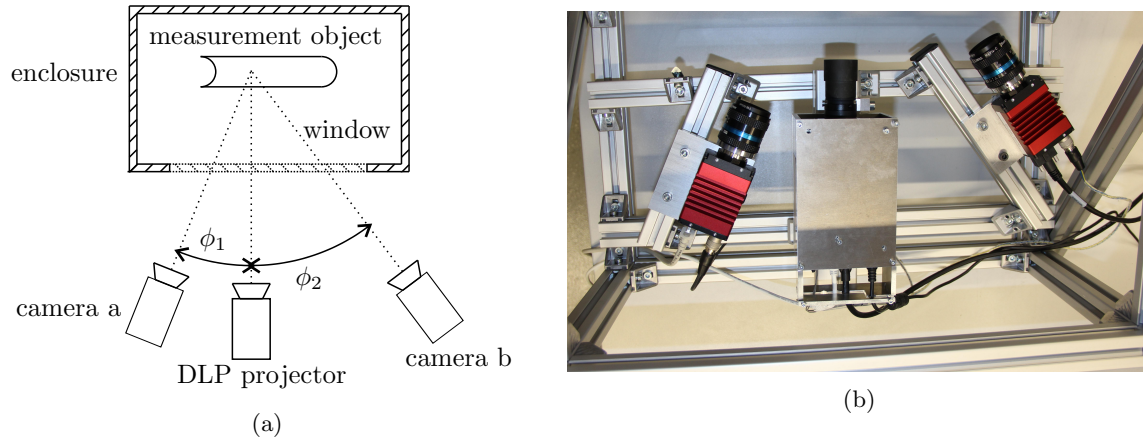 measurement object
enclosure
window
ϕ1
ϕ2
camera a
camera b
DLP projector
(a)
(b)